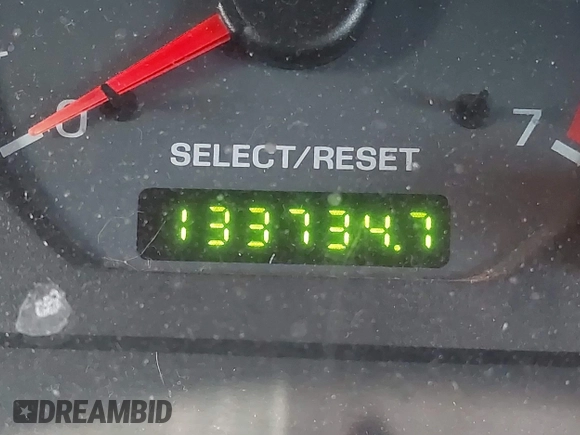 0
7
SELECT/RESET
133734.7
DREAMBID